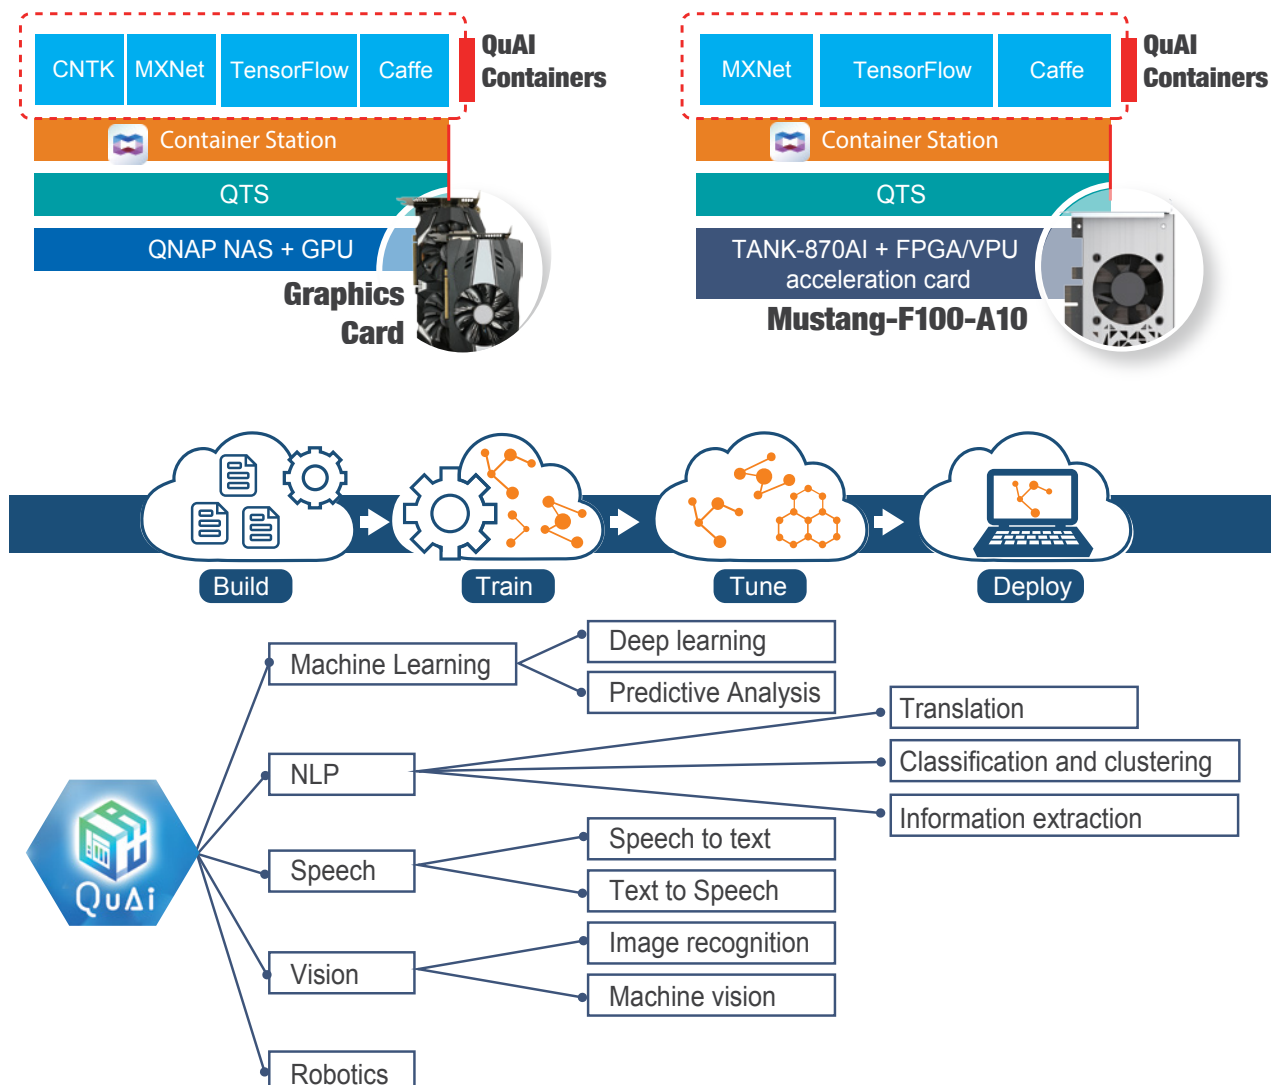 CNTK
MXNet
TensorFlow
Caffe
QuAI
Containers
Container Station
QTS
QNAP NAS + GPU
Graphics
Card
MXNet
TensorFlow
Caffe
QuAI
Containers
Container Station
QTS
TANK-870AI + FPGA/VPU
acceleration card
Mustang-F100-A10
Build
Train
Tune
Deploy
QuAi
Machine Learning
Deep learning
Predictive Analysis
NLP
Translation
Classification and clustering
Information extraction
Speech
Speech to text
Text to Speech
Vision
Image recognition
Machine vision
Robotics